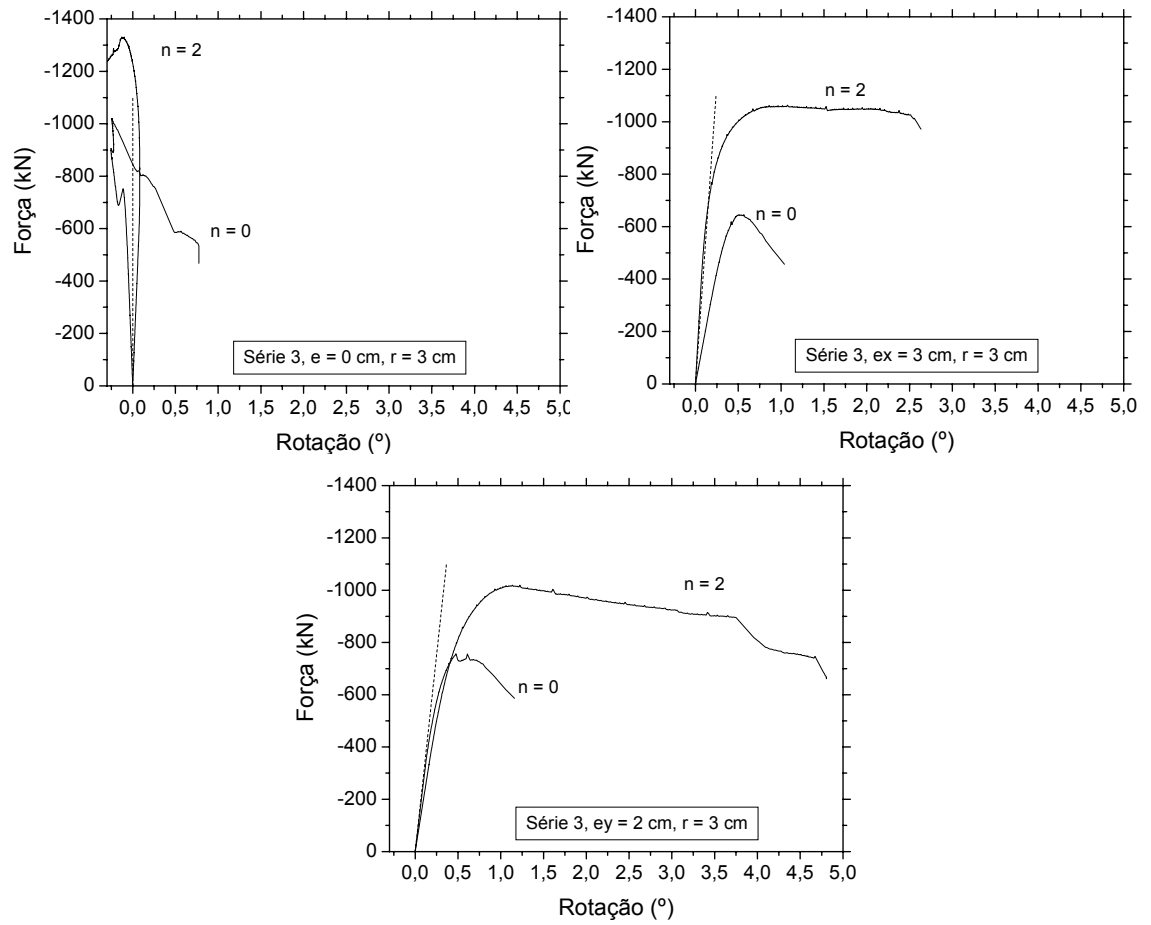 -1400
-1200
-1000
-800
-600
-400
-200
0
Força (kN)
n = 2
n = 0
Série 3, e = 0 cm, r = 3 cm
0,0 0,5 1,0 1,5 2,0 2,5 3,0 3,5 4,0 4,5 5,0
Rotação (º)
-1400
-1200
-1000
-800
-600
-400
-200
0
Força (kN)
n = 2
n = 0
Série 3, ex = 3 cm, r = 3 cm
0,0 0,5 1,0 1,5 2,0 2,5 3,0 3,5 4,0 4,5 5,0
Rotação (º)
-1400
-1200
-1000
-800
-600
-400
-200
0
Força (kN)
n = 2
n = 0
Série 3, ey = 2 cm, r = 3 cm
0,0 0,5 1,0 1,5 2,0 2,5 3,0 3,5 4,0 4,5 5,0
Rotação (º)